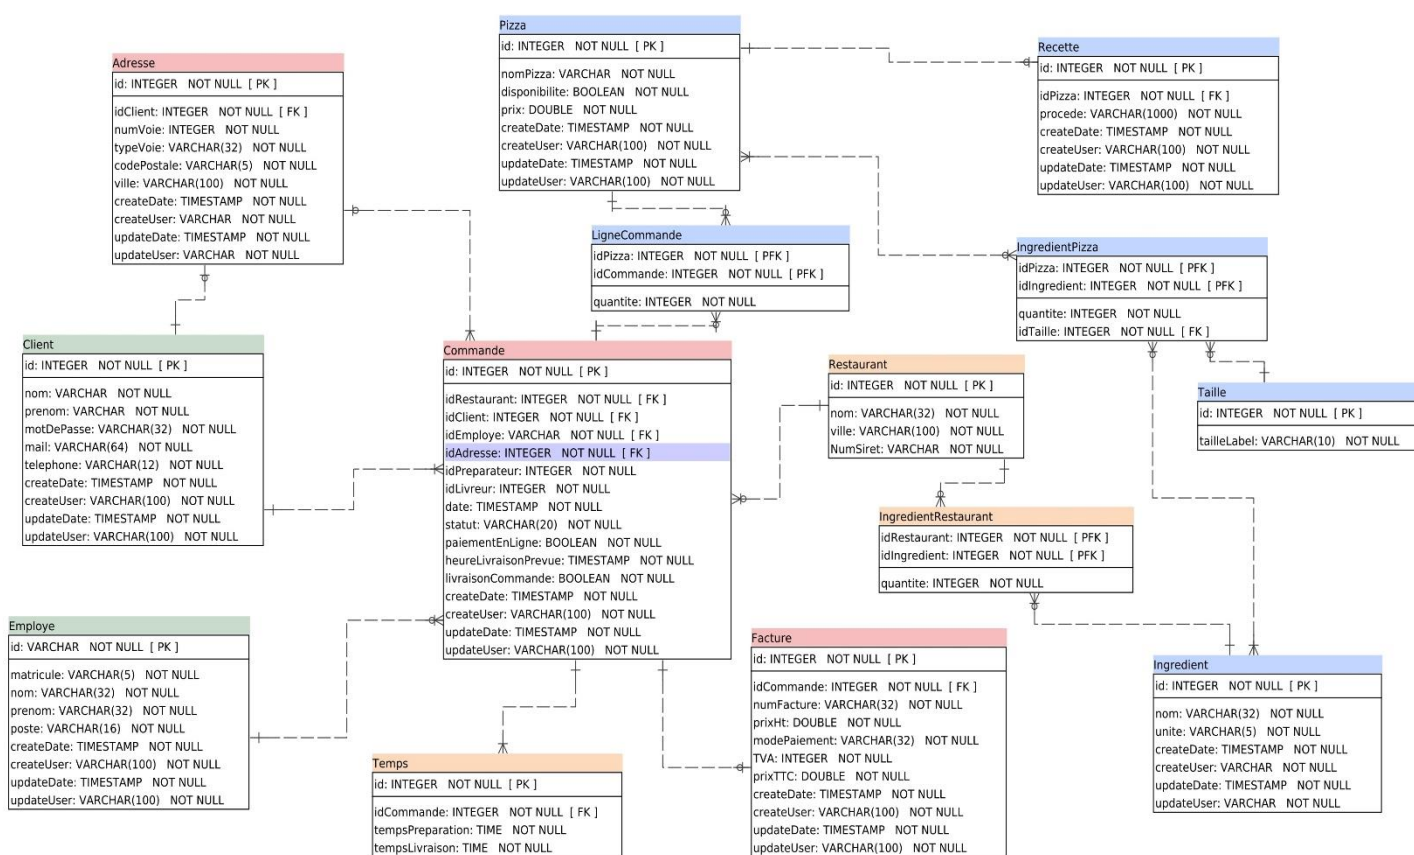 Pizza
id: INTEGER NOT NULL [ PK ]
nomPizza: VARCHAR NOT NULL
disponibilite: BOOLEAN NOT NULL
prix: DOUBLE NOT NULL
createDate: TIMESTAMP NOT NULL
createUser: VARCHAR(100) NOT NULL
updateDate: TIMESTAMP NOT NULL
updateUser: VARCHAR(100) NOT NULL
Recette
id: INTEGER NOT NULL [ PK ]
idPizza: INTEGER NOT NULL [ FK ]
procede: VARCHAR(1000) NOT NULL
createDate: TIMESTAMP NOT NULL
createUser: VARCHAR(100) NOT NULL
updateDate: TIMESTAMP NOT NULL
updateUser: VARCHAR(100) NOT NULL
Adresse
id: INTEGER NOT NULL [ PK ]
idClient: INTEGER NOT NULL [ FK ]
numVoie: INTEGER NOT NULL
typeVoie: VARCHAR(32) NOT NULL
codePostale: VARCHAR(5) NOT NULL
ville: VARCHAR(100) NOT NULL
createDate: TIMESTAMP NOT NULL
createUser: VARCHAR NOT NULL
updateDate: TIMESTAMP NOT NULL
updateUser: VARCHAR NOT NULL
LigneCommande
idPizza: INTEGER NOT NULL [ PFK ]
idCommande: INTEGER NOT NULL [ PFK ]
quantite: INTEGER NOT NULL
IngredientPizza
idPizza: INTEGER NOT NULL [ PFK ]
idIngredient: INTEGER NOT NULL [ PFK ]
quantite: INTEGER NOT NULL
idTaille: INTEGER NOT NULL [ FK ]
Client
id: INTEGER NOT NULL [ PK ]
nom: VARCHAR NOT NULL
prenom: VARCHAR NOT NULL
motDePasse: VARCHAR(32) NOT NULL
mail: VARCHAR(64) NOT NULL
telephone: VARCHAR(12) NOT NULL
createDate: TIMESTAMP NOT NULL
createUser: VARCHAR(100) NOT NULL
updateDate: TIMESTAMP NOT NULL
updateUser: VARCHAR(100) NOT NULL
Commande
id: INTEGER NOT NULL [ PK ]
idRestaurant: INTEGER NOT NULL [ FK ]
idClient: INTEGER NOT NULL [ FK ]
idEmploye: VARCHAR NOT NULL [ FK ]
idAdresse: INTEGER NOT NULL [ FK ]
idPreparateur: INTEGER NOT NULL
idLivreur: INTEGER NOT NULL
date: TIMESTAMP NOT NULL
statut: VARCHAR(20) NOT NULL
paiementEnLigne: BOOLEAN NOT NULL
heureLivraisonPrevue: TIMESTAMP NOT NULL
livraisonCommande: BOOLEAN NOT NULL
createDate: TIMESTAMP NOT NULL
createUser: VARCHAR(100) NOT NULL
updateDate: TIMESTAMP NOT NULL
updateUser: VARCHAR(100) NOT NULL
Restaurant
id: INTEGER NOT NULL [ PK ]
nom: VARCHAR(32) NOT NULL
ville: VARCHAR(100) NOT NULL
NumSiret: VARCHAR NOT NULL
Taille
id: INTEGER NOT NULL [ PK ]
tailleLabel: VARCHAR(10) NOT NULL
IngredientRestaurant
idRestaurant: INTEGER NOT NULL [ PFK ]
idIngredient: INTEGER NOT NULL [ PFK ]
quantite: INTEGER NOT NULL
Employe
id: VARCHAR NOT NULL [ PK ]
matricule: VARCHAR(5) NOT NULL
nom: VARCHAR(32) NOT NULL
prenom: VARCHAR(32) NOT NULL
poste: VARCHAR(16) NOT NULL
createDate: TIMESTAMP NOT NULL
createUser: VARCHAR(100) NOT NULL
updateDate: TIMESTAMP NOT NULL
updateUser: VARCHAR(100) NOT NULL
Facture
id: INTEGER NOT NULL [ PK ]
idCommande: INTEGER NOT NULL [ FK ]
numFacture: VARCHAR(32) NOT NULL
prixHt: DOUBLE NOT NULL
modePaiement: VARCHAR(32) NOT NULL
TVA: INTEGER NOT NULL
prixTTC: DOUBLE NOT NULL
createDate: TIMESTAMP NOT NULL
createUser: VARCHAR(100) NOT NULL
updateDate: TIMESTAMP NOT NULL
updateUser: VARCHAR(100) NOT NULL
Ingredient
id: INTEGER NOT NULL [ PK ]
nom: VARCHAR(32) NOT NULL
unite: VARCHAR(5) NOT NULL
createDate: TIMESTAMP NOT NULL
createUser: VARCHAR NOT NULL
updateDate: TIMESTAMP NOT NULL
updateUser: VARCHAR NOT NULL
Temps
id: INTEGER NOT NULL [ PK ]
idCommande: INTEGER NOT NULL [ FK ]
tempsPreparation: TIME NOT NULL
tempsLivraison: TIME NOT NULL